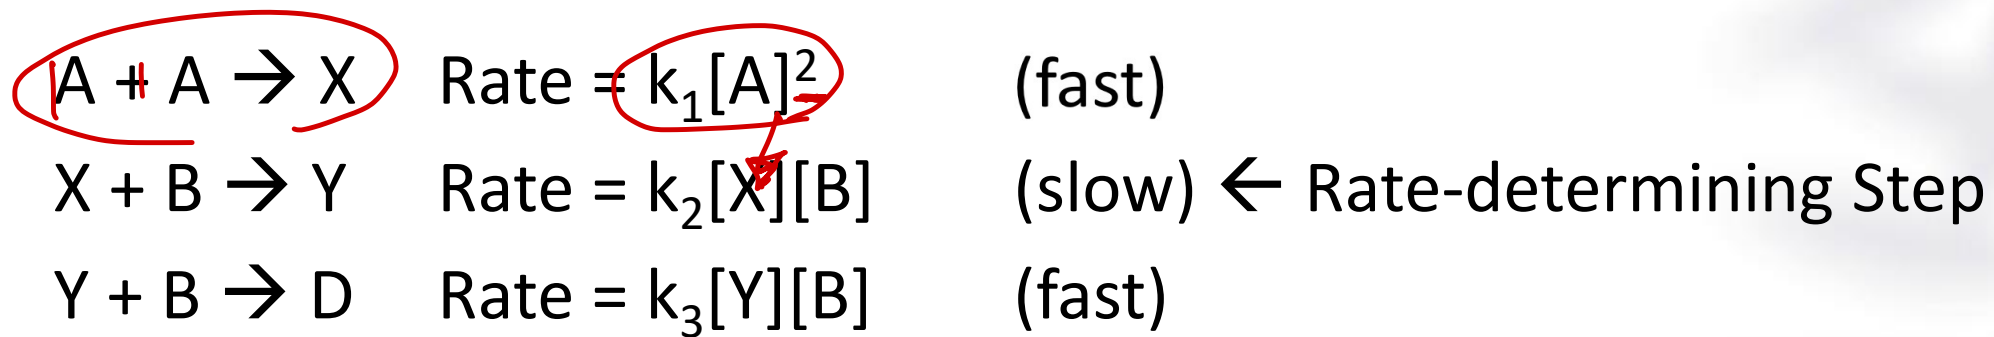 A + A → X Rate = k₁[A]² (fast)
X + B → Y Rate = k₂[X][B] (slow) ← Rate-determining Step
Y + B → D Rate = k₃[Y][B] (fast)